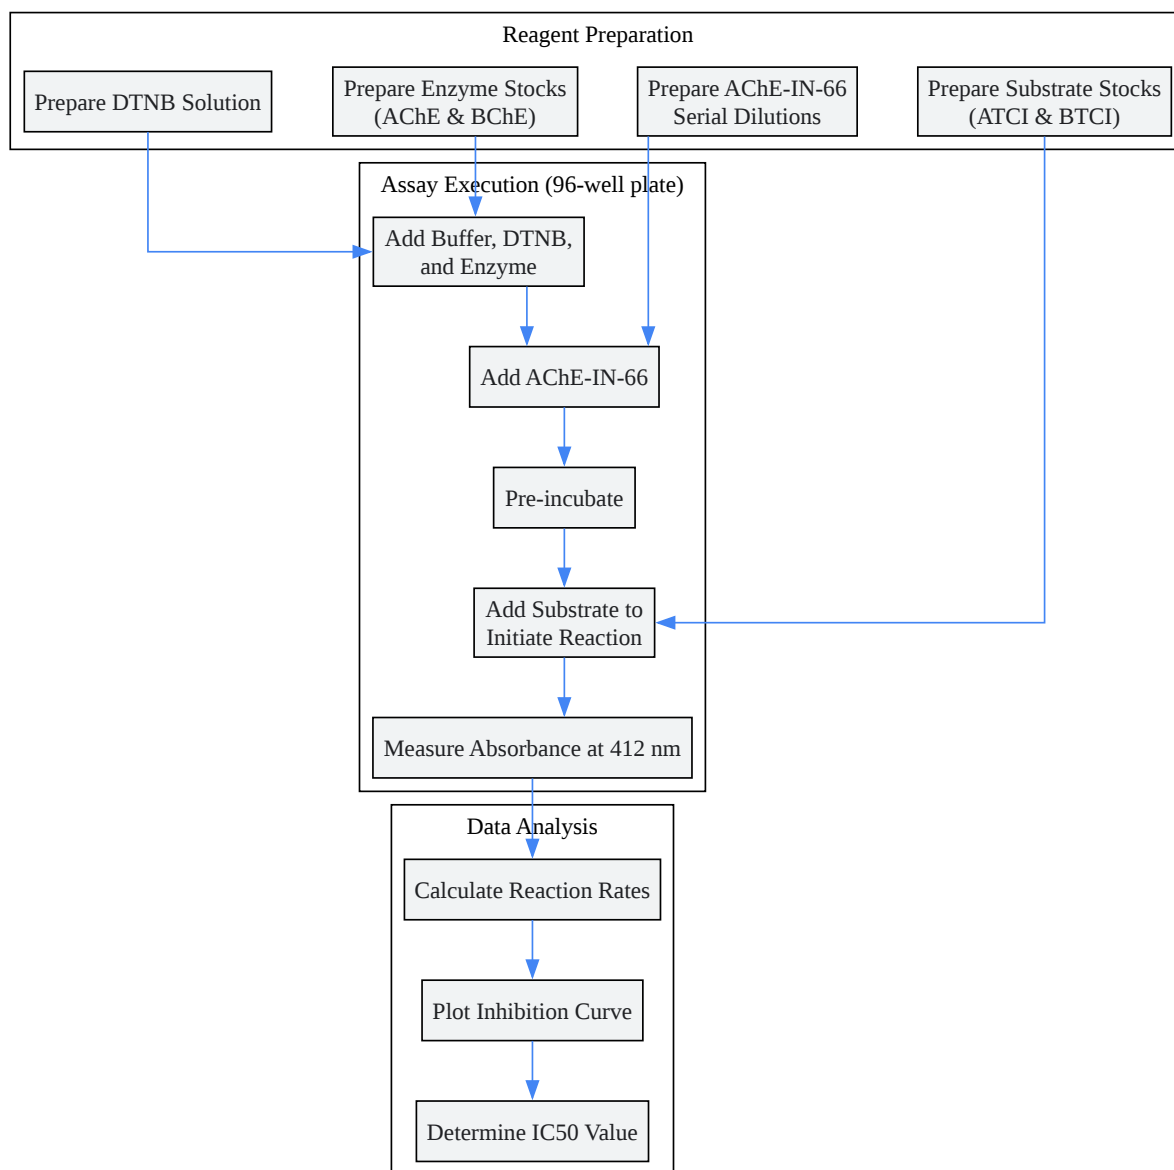 Reagent Preparation
Prepare DTNB Solution
Prepare Enzyme Stocks
(AChE & BChE)
Prepare AChE-IN-66
Serial Dilutions
Prepare Substrate Stocks
(ATCI & BTCI)
Assay Execution (96-well plate)
Add Buffer, DTNB,
and Enzyme
Add AChE-IN-66
Pre-incubate
Add Substrate to
Initiate Reaction
Measure Absorbance at 412 nm
Data Analysis
Calculate Reaction Rates
Plot Inhibition Curve
Determine IC50 Value